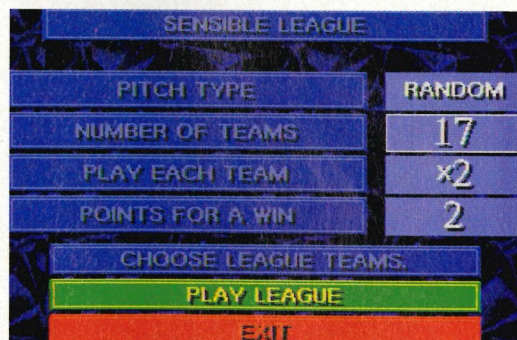 SENSIBLE LEAGUE
PITCH TYPE RANDOM
NUMBER OF TEAMS 17
PLAY EACH TEAM ×2
POINTS FOR A WIN 2
CHOOSE LEAGUE TEAMS.
PLAY LEAGUE
EXIT